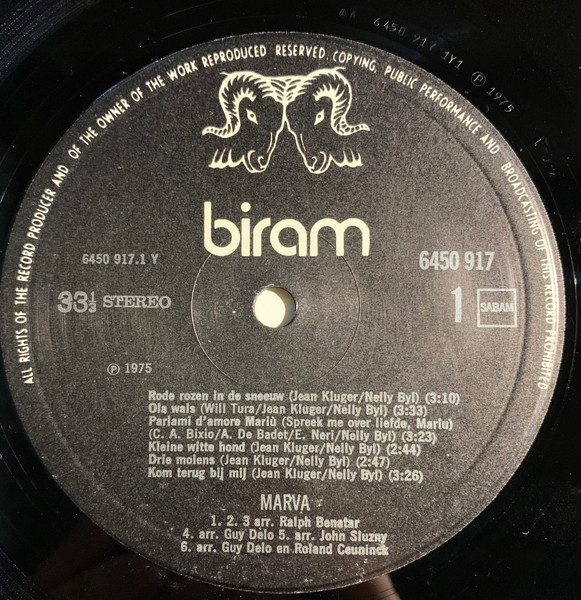 MA 6450 917 1Y1 Ⓟ 1975
ALL RIGHTS OF THE RECORD PRODUCER AND OF THE OWNER OF THE WORK REPRODUCED RESERVED. COPYING, PUBLIC PERFORMANCE AND BROADCASTING OF THIS RECORD PROHIBITED
biram
6450 917.1 Y
6450 917
33⅓ STEREO
1 SABAM
Ⓟ 1975
Rode rozen in de sneeuw (Jean Kluger/Nelly Byl) (3:10)
Ola wals (Will Tura/Jean Kluger/Nelly Byl) (3:33)
Parlami d'amore Mariù (Spreek me over liefde, Mariu)
(C. A. Bixio/A. De Badet/E. Neri/Nelly Byl) (3:23)
Kleine witte hond (Jean Kluger/Nelly Byl) (2:44)
Drie molens (Jean Kluger/Nelly Byl) (2:47)
Kom terug bij mij (Jean Kluger/Nelly Byl) (3:26)
MARVA
1. 2. 3 arr. Ralph Benatar
4. arr. Guy Delo 5. arr. John Sluzny
6. arr. Guy Delo en Roland Ceuninck